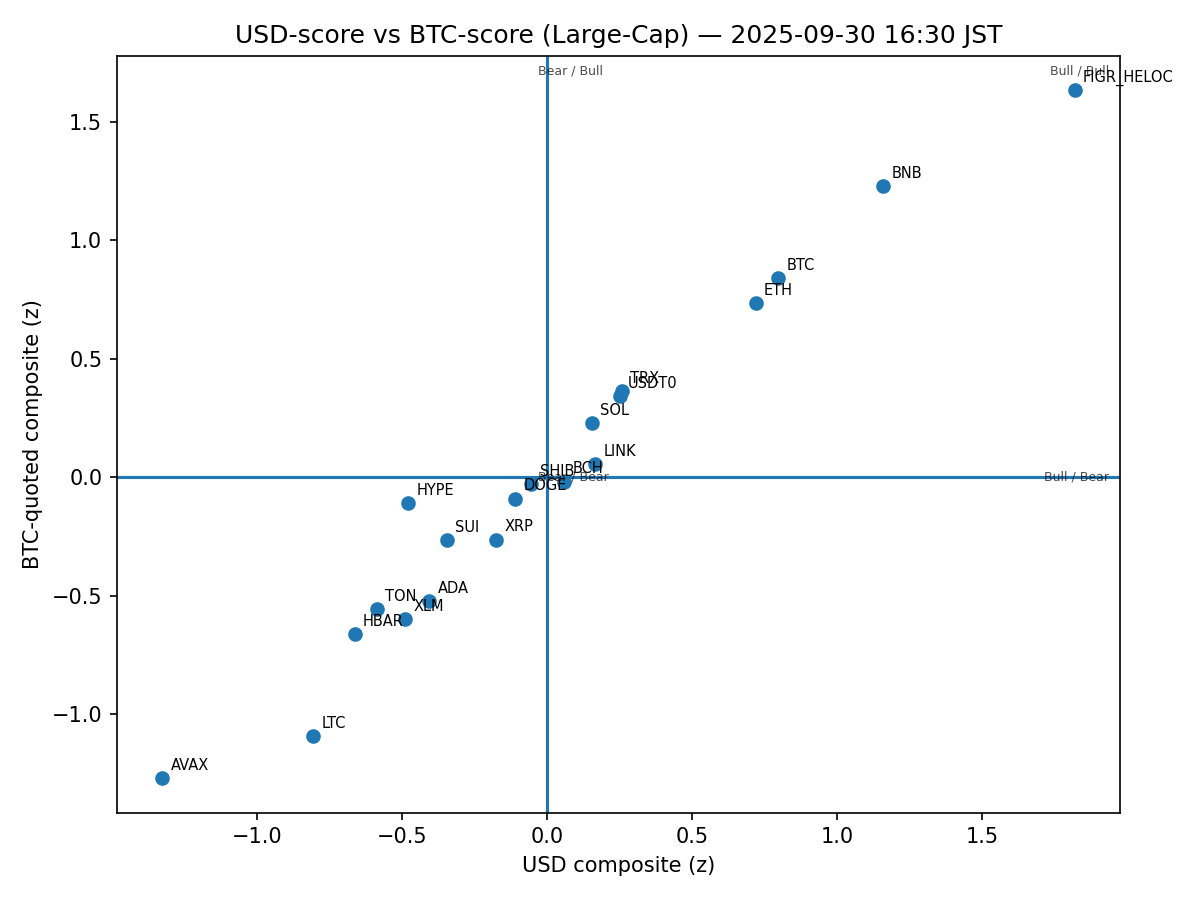 USD-score vs BTC-score (Large-Cap) — 2025-09-30 16:30 JST
Bear / Bull
Bull / Bull
FIGR_HELOC
1.5
BNB
1.0
BTC
ETH
0.5
TRX
USDT0
SOL
LINK
BCH
SHIB
0.0
Bear / Bear
Bull / Bear
DOGE
HYPE
SUI
XRP
−0.5
ADA
TON
XLM
HBAR
−1.0
LTC
AVAX
−1.0
−0.5
0.0
0.5
1.0
1.5
USD composite (z)
BTC-quoted composite (z)